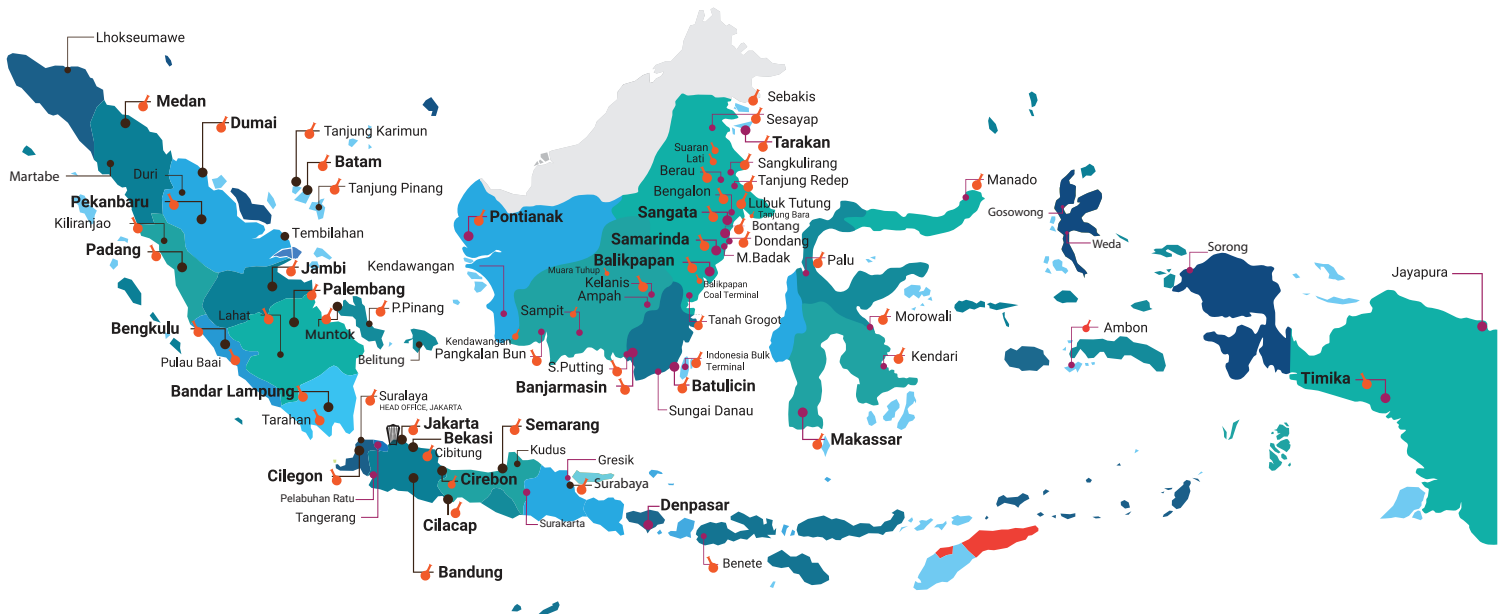 Lhokseumawe
Medan
Dumai
Tanjung Karimun
Batam
Tanjung Pinang
Martabe
Duri
Pekanbaru
Kiliranjao
Padang
Tembilahan
Jambi
Palembang
P.Pinang
Lahat
Muntok
Bengkulu
Pulau Baai
Belitung
Bandar Lampung
Tarahan
Suralaya
HEAD OFFICE, JAKARTA
Jakarta
Bekasi
Cibitung
Semarang
Kudus
Gresik
Surabaya
Cilegon
Cirebon
Pelabuhan Ratu
Tangerang
Cilacap
Surakarta
Bandung
Denpasar
Benete
Pontianak
Kendawangan
Kendawangan
Pangkalan Bun
Sampit
Muara Tuhup
Kelanis
Ampah
S.Putting
Banjarmasin
Sungai Danau
Batulicin
Indonesia Bulk
Terminal
Tanah Grogot
Balikpapan
Coal Terminal
Balikpapan
Samarinda
Sangata
Bengalon
Berau
Suaran
Lati
Sebakis
Sesayap
Tarakan
Sangkulirang
Tanjung Redep
Lubuk Tutung
Tanjung Bara
Bontang
Dondang
M.Badak
Palu
Manado
Morowali
Kendari
Makassar
Gosowong
Weda
Sorong
Ambon
Jayapura
Timika